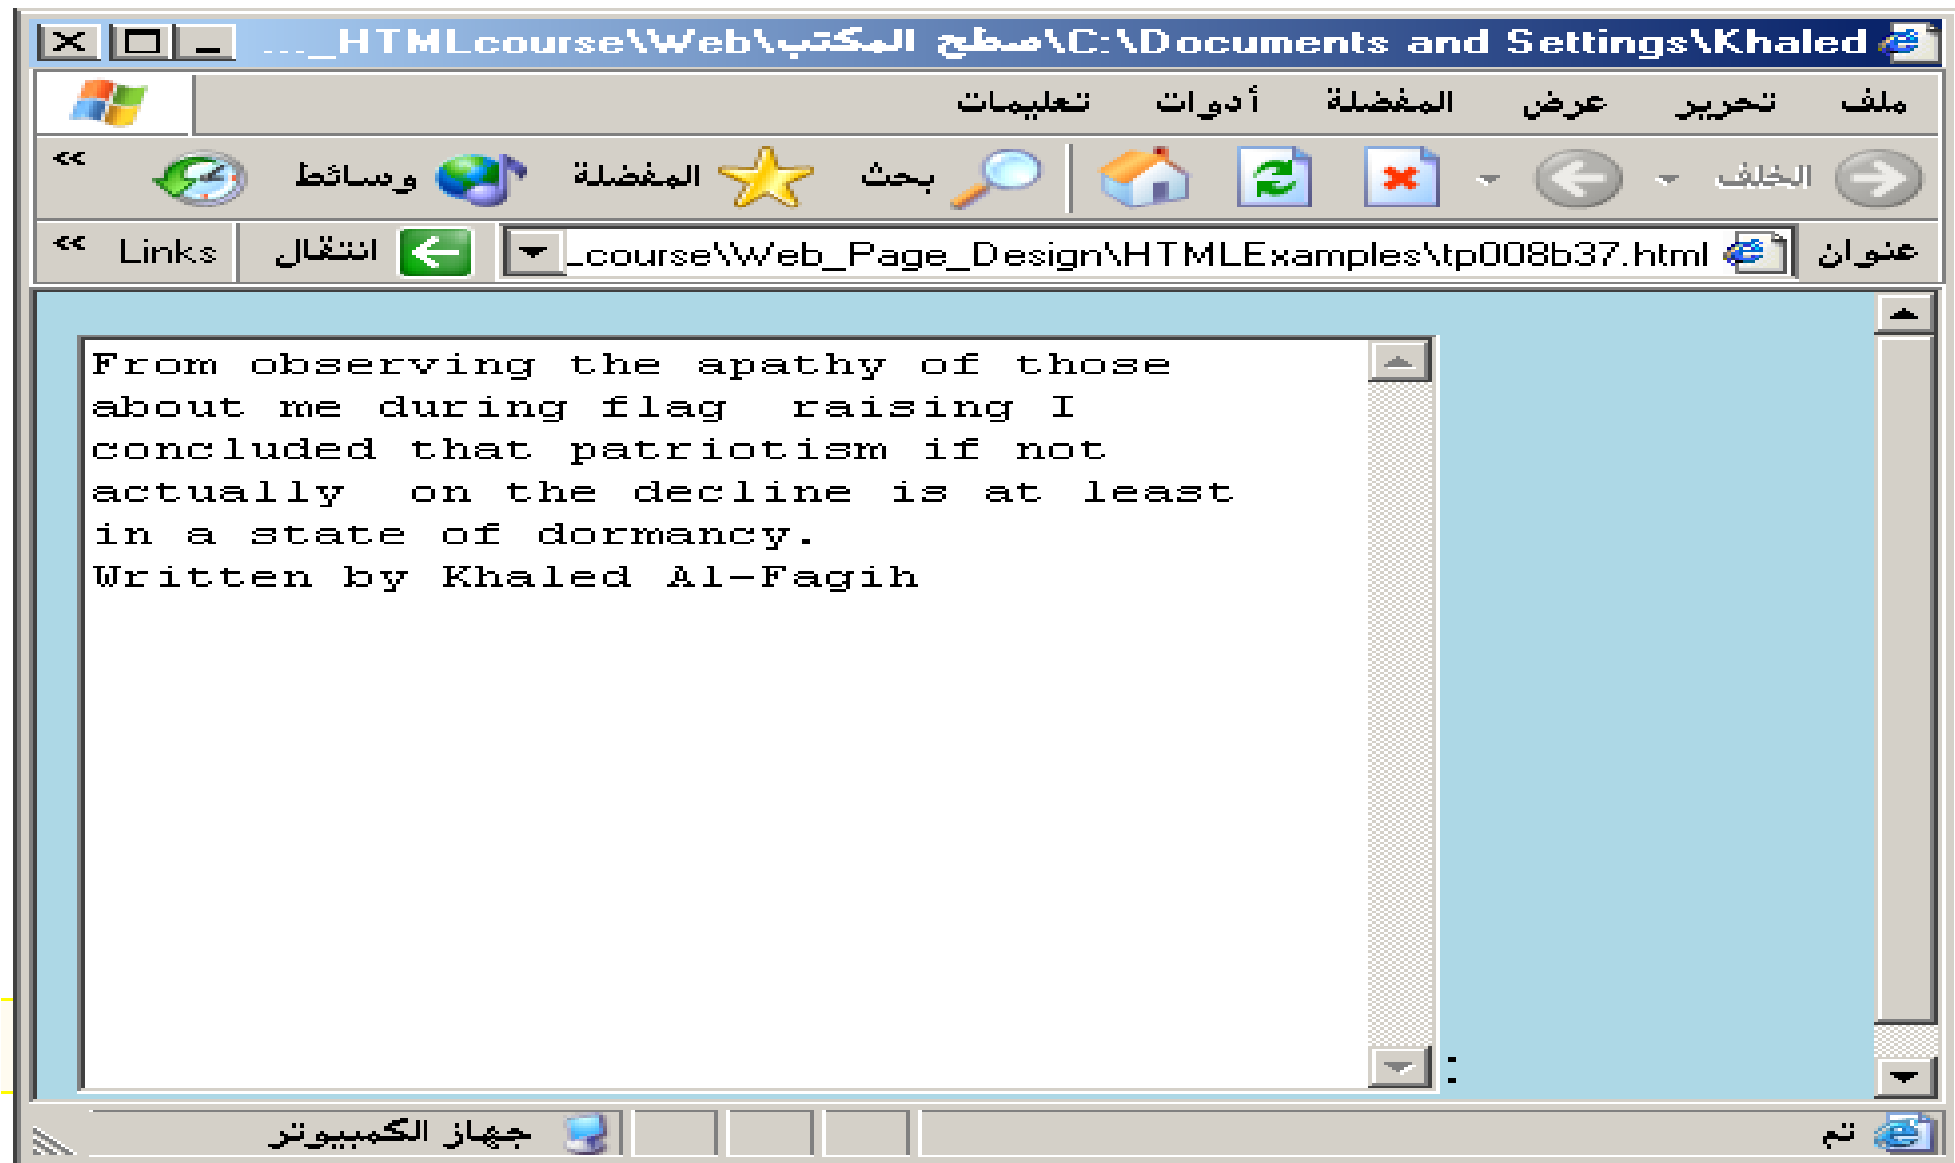 C:\Documents and Settings\Khaled\سطح المكتب\HTMLcourse\Web_...
ملف تحرير عرض المفضلة أدوات تعليمات
الخلف بحث المفضلة وسائط »
عنوان _course\Web_Page_Design\HTMLExamples\tp008b37.html انتقال Links »
From observing the apathy of those
about me during flag  raising I
concluded that patriotism if not
actually  on the decline is at least
in a state of dormancy.
Written by Khaled Al-Fagih
:
تم جهاز الكمبيوتر